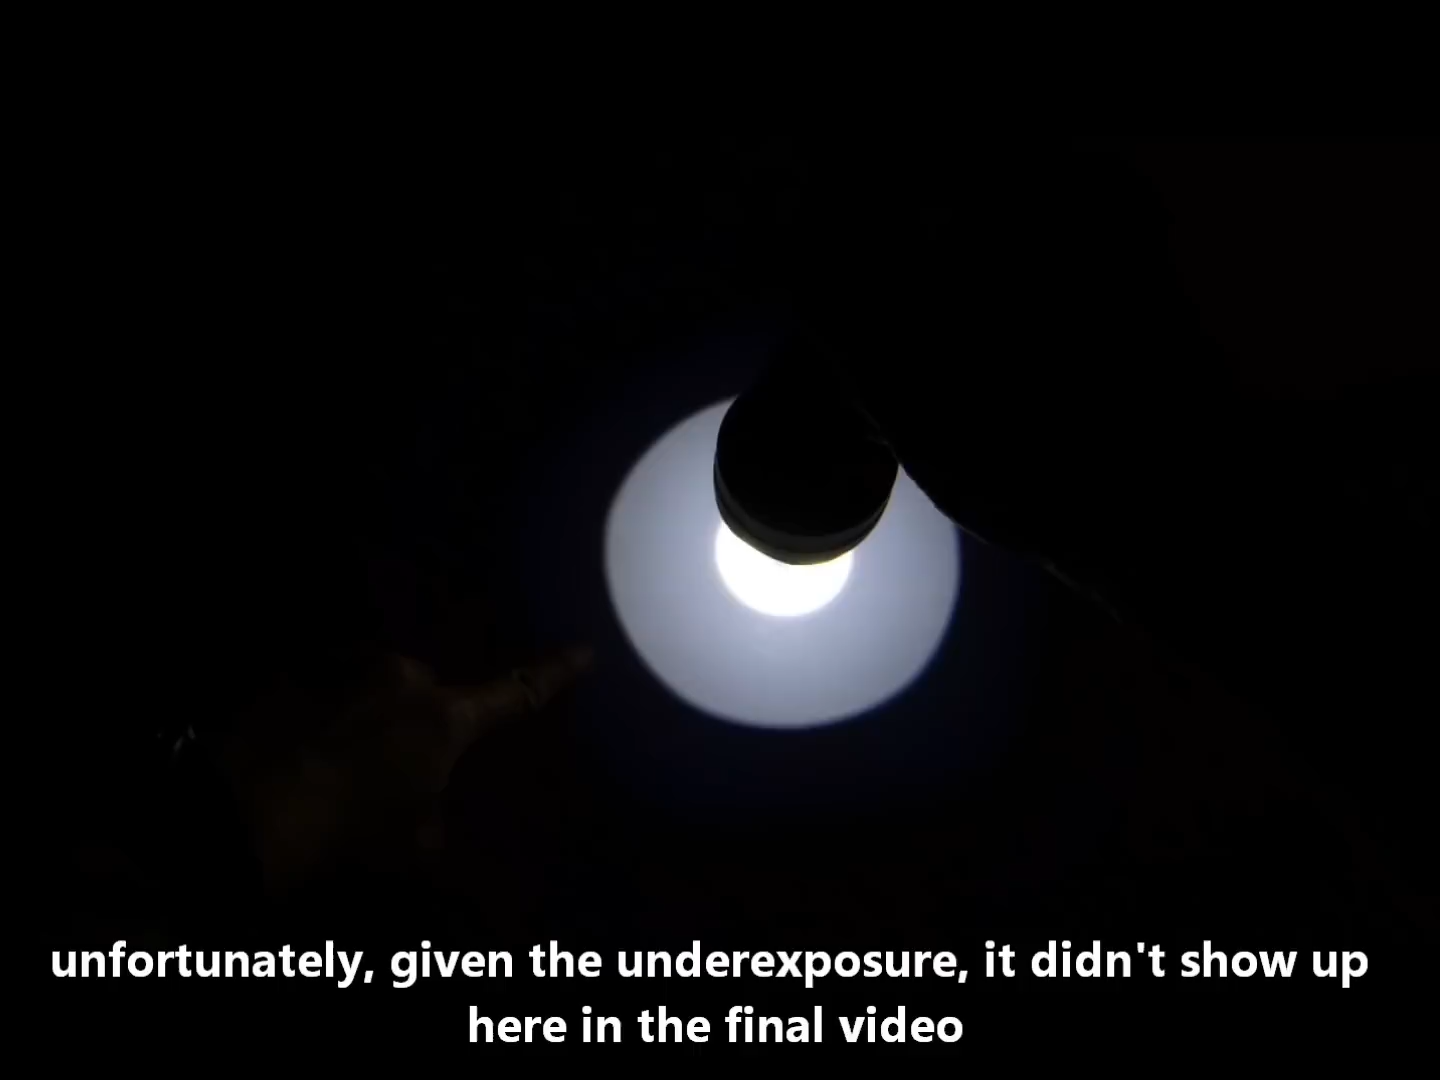 unfortunately, given the underexposure, it didn't show up
here in the final video